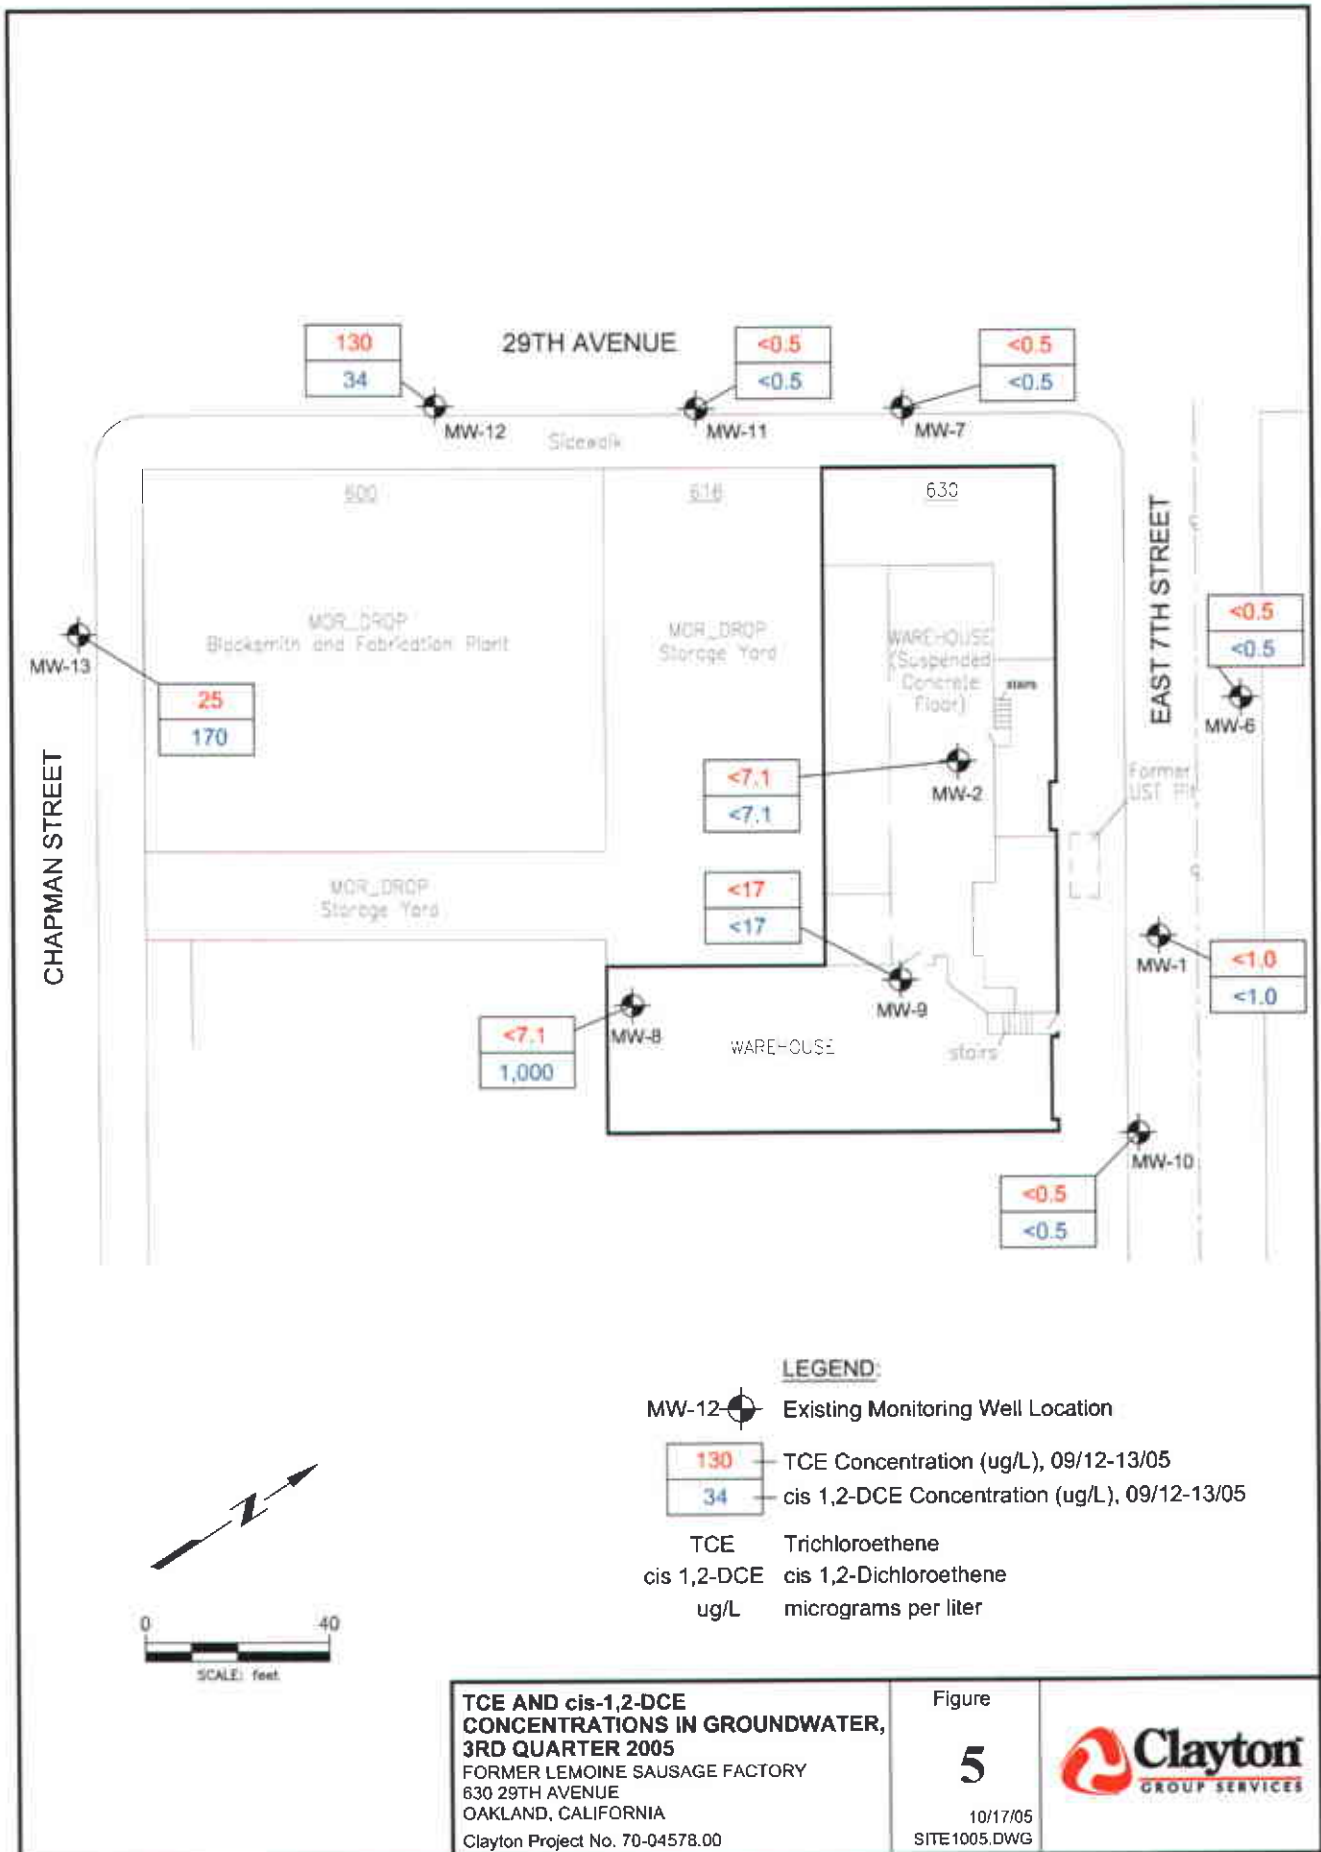 130
34
29TH AVENUE
<0.5
<0.5
<0.5
<0.5
MW-12
MW-11
MW-7
Sidewalk
600
616
630
EAST 7TH STREET
MOR_DROP
Blacksmith and Fabrication Plant
MOR_DROP
Storage Yard
WAREHOUSE
(Suspended
Concrete
Floor)
stairs
<0.5
<0.5
MW-6
MW-13
25
170
CHAPMAN STREET
<7.1
<7.1
MW-2
Former
UST Pit
MOR_DROP
Storage Yard
<17
<17
MW-9
MW-1
<1.0
<1.0
<7.1
1,000
MW-8
WAREHOUSE
stairs
MW-10
<0.5
<0.5
LEGEND:
MW-12 Existing Monitoring Well Location
130 TCE Concentration (ug/L), 09/12-13/05
34 cis 1,2-DCE Concentration (ug/L), 09/12-13/05
TCE Trichloroethene
cis 1,2-DCE cis 1,2-Dichloroethene
ug/L micrograms per liter
Z
0 40
SCALE: feet
TCE AND cis-1,2-DCE
CONCENTRATIONS IN GROUNDWATER,
3RD QUARTER 2005
FORMER LEMOINE SAUSAGE FACTORY
630 29TH AVENUE
OAKLAND, CALIFORNIA
Clayton Project No. 70-04578.00
Figure
5
10/17/05
SITE1005.DWG
Clayton
GROUP SERVICES